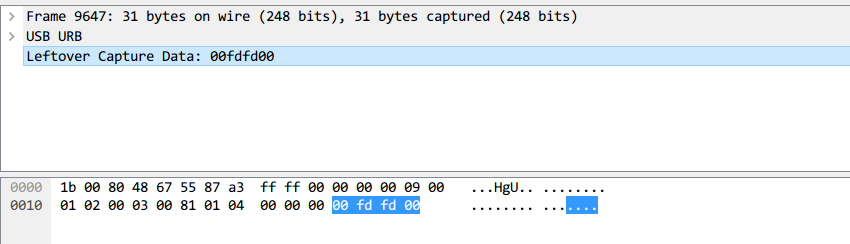 Frame 9647: 31 bytes on wire (248 bits), 31 bytes captured (248 bits)
USB URB
Leftover Capture Data: 00fdfd00
0000 1b 00 80 48 67 55 87 a3 ff ff 00 00 00 00 09 00 ...HgU.. ........
0010 01 02 00 03 00 81 01 04 00 00 00 00 fd fd 00 ........ .......